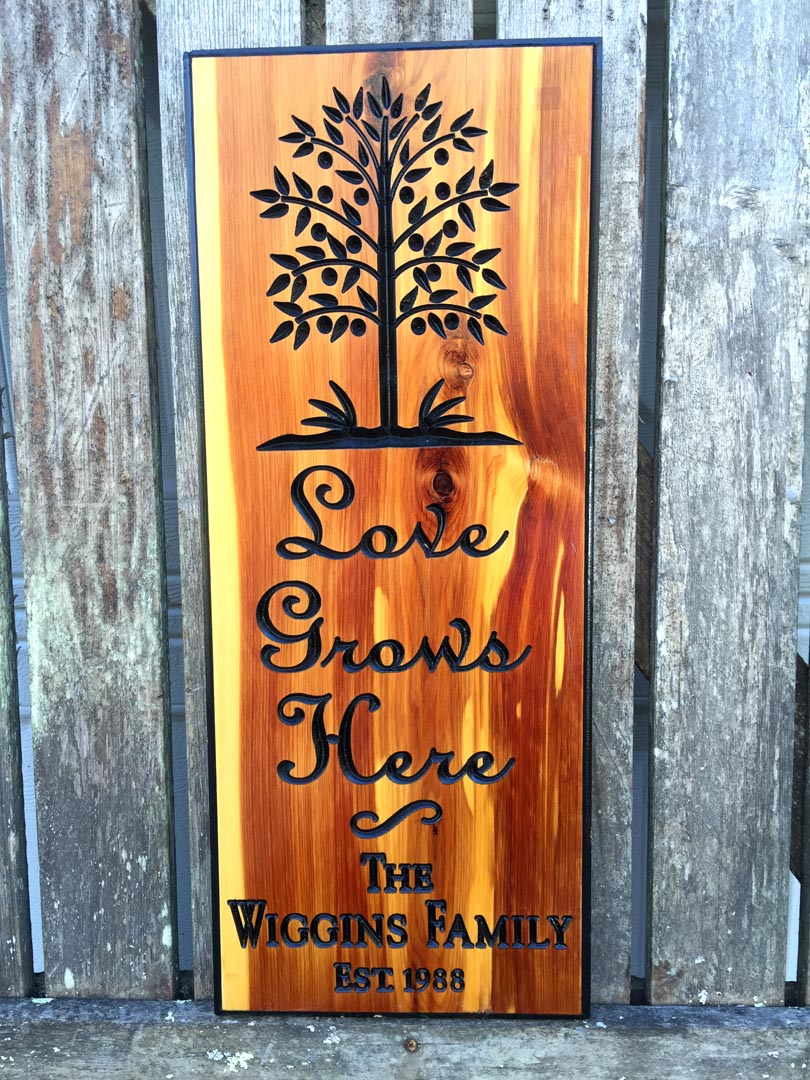 Love
Grows
Here
The
Wiggins Family
Est. 1988